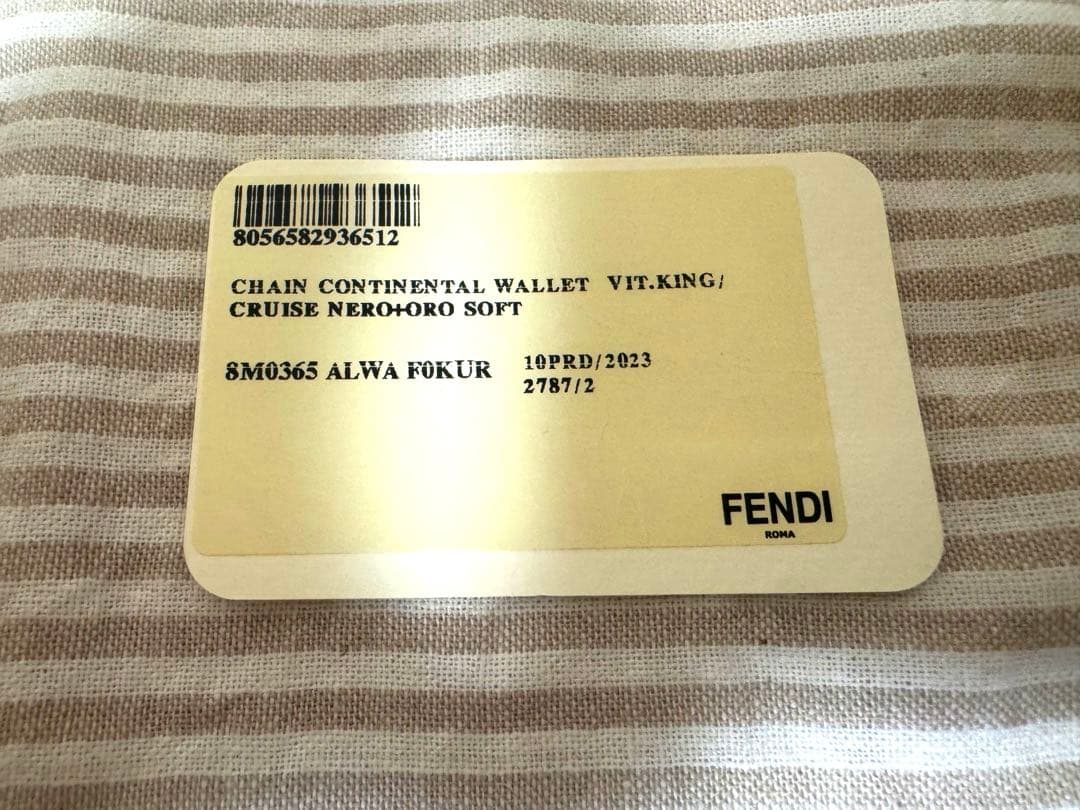 8056582936512
CHAIN CONTINENTAL WALLET VIT.KING/
CRUISE NERO+ORO SOFT
8M0365 ALWA F0KUR
10PRD/2023
2787/2
FENDI
ROMA